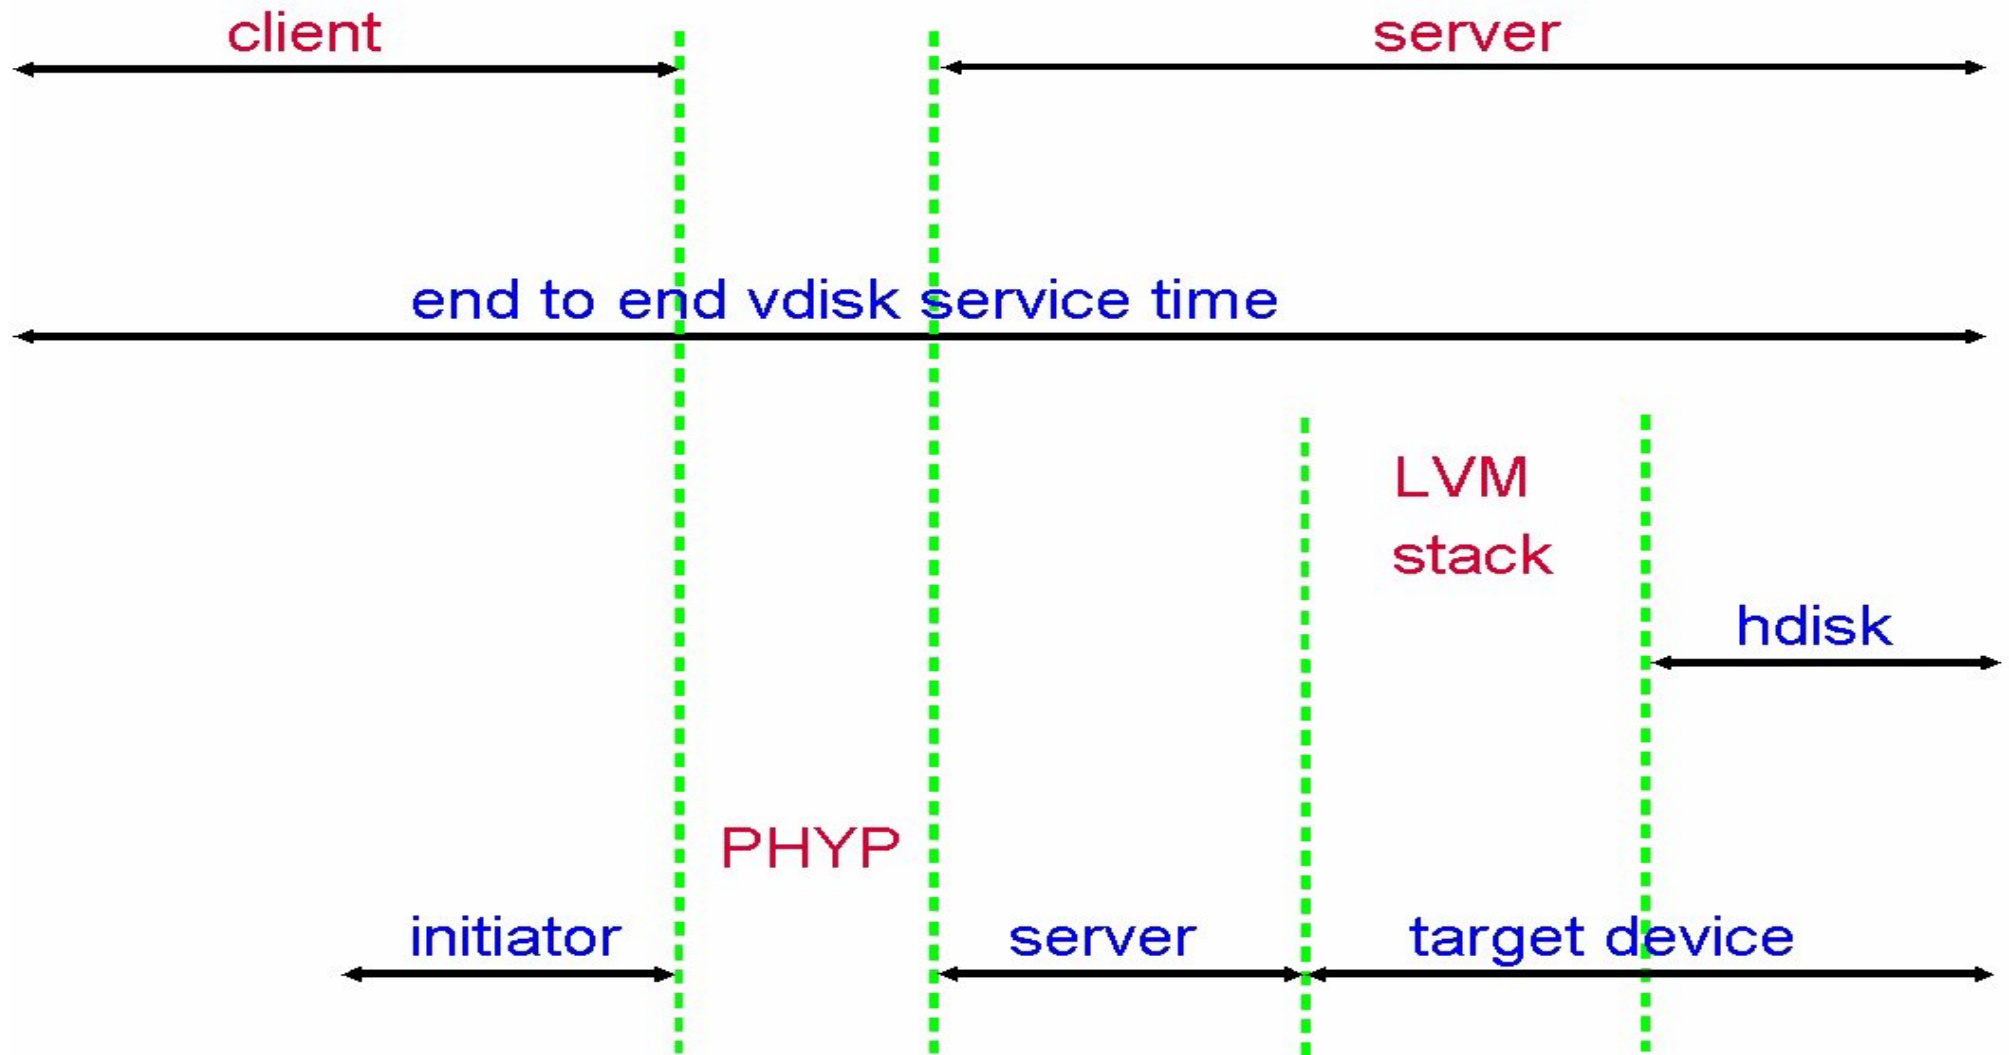 client
server
end to end vdisk service time
LVM
stack
hdisk
PHYP
initiator
server
target device